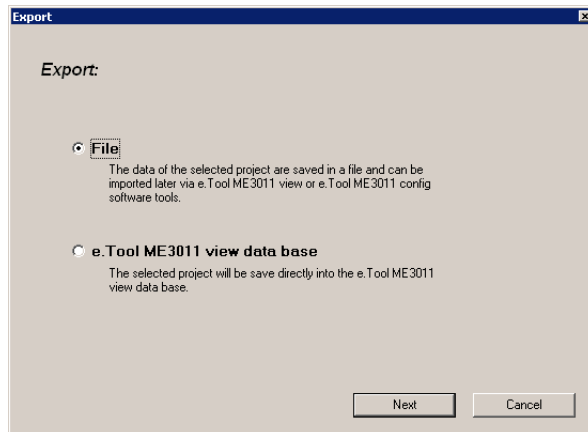 Export
Export:
File
The data of the selected project are saved in a file and can be
imported later via e.Tool ME3011 view or e.Tool ME3011 config
software tools.
e.Tool ME3011 view data base
The selected project will be save directly into the e.Tool ME3011
view data base.
Next
Cancel